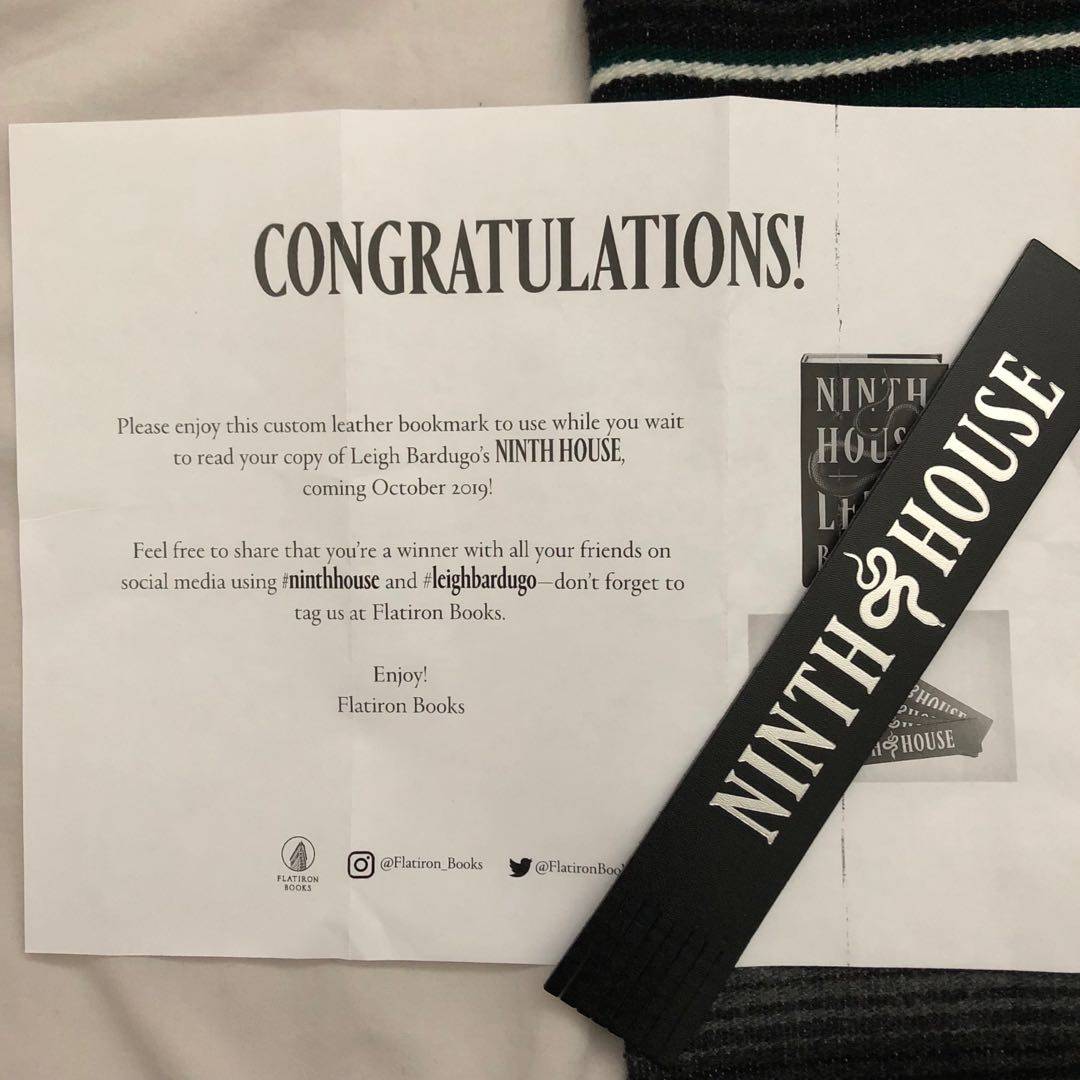 CONGRATULATIONS!
Please enjoy this custom leather bookmark to use while you wait
to read your copy of Leigh Bardugo's NINTH HOUSE,
coming October 2019!
Feel free to share that you're a winner with all your friends on
social media using #ninthhouse and #leighbardugo—don't forget to
tag us at Flatiron Books.
Enjoy!
Flatiron Books
FLATIRON
BOOKS
@Flatiron_Books
NINTH
NINTH HOUSE
HOUSE
HOUSE